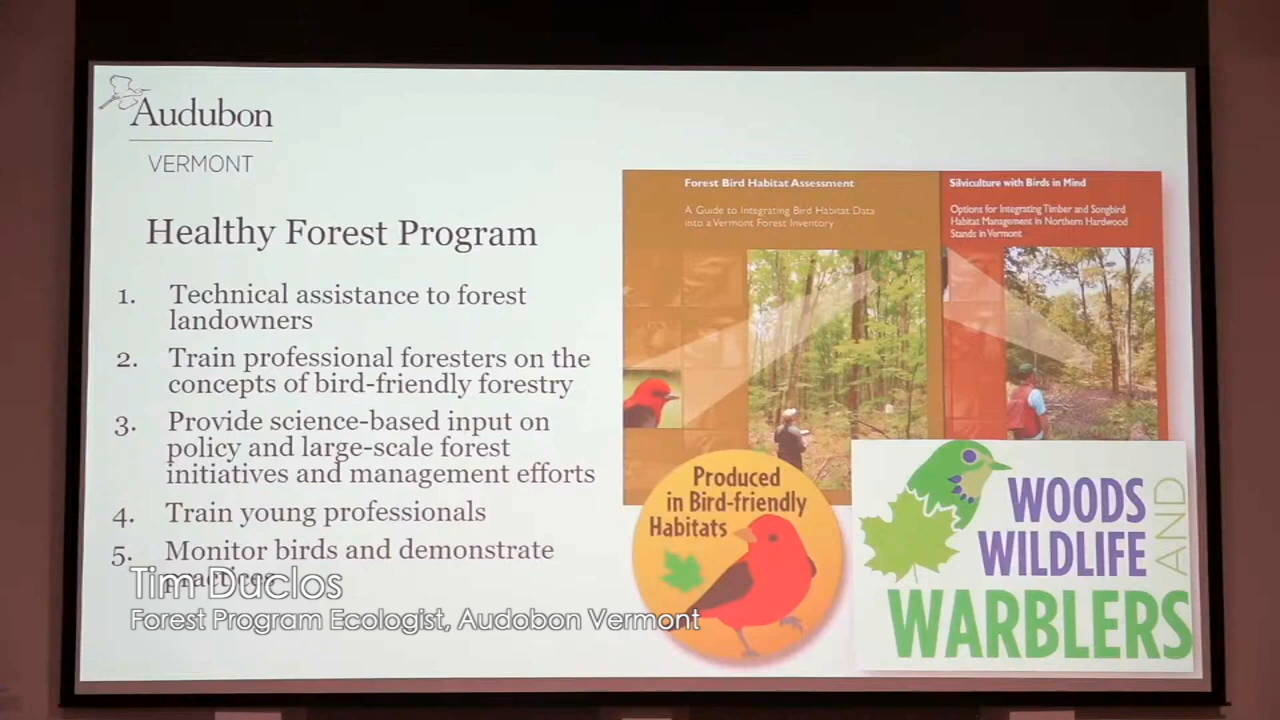 Audubon
VERMONT
Healthy Forest Program
1. Technical assistance to forest
landowners
2. Train professional foresters on the
concepts of bird-friendly forestry
3. Provide science-based input on
policy and large-scale forest
initiatives and management efforts
4. Train young professionals
5. Monitor birds and demonstrate
practices
Tim Duclos
Forest Program Ecologist, Audobon Vermont
Forest Bird Habitat Assessment
A Guide to Integrating Bird Habitat Data
into a Vermont Forest Inventory
Silviculture with Birds in Mind
Options for Integrating Timber and Songbird
Habitat Management in Northern Hardwood
Stands in Vermont
Produced
in Bird-friendly
Habitats
WOODS
WILDLIFE
AND
WARBLERS